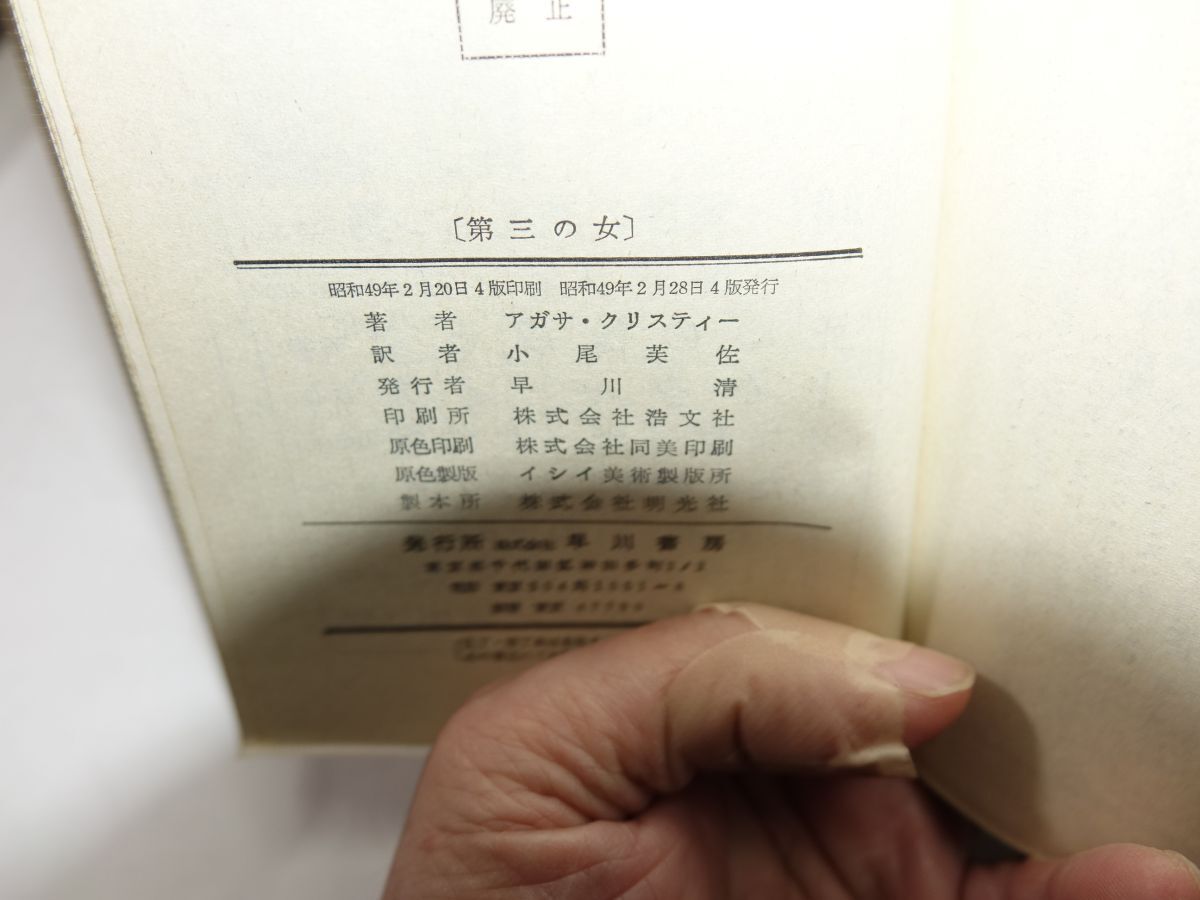 廃止
〔第三の女〕
昭和49年2月20日4版印刷 昭和49年2月28日4版発行
著者 アガサ・クリスティー
訳者 小尾芙佐
発行者 早川清
印刷所 株式会社浩文社
原色印刷 株式会社同美印刷
原色製版 イシイ美術製版所
製本所 株式会社明光社
発行所 株式会社 早川書房